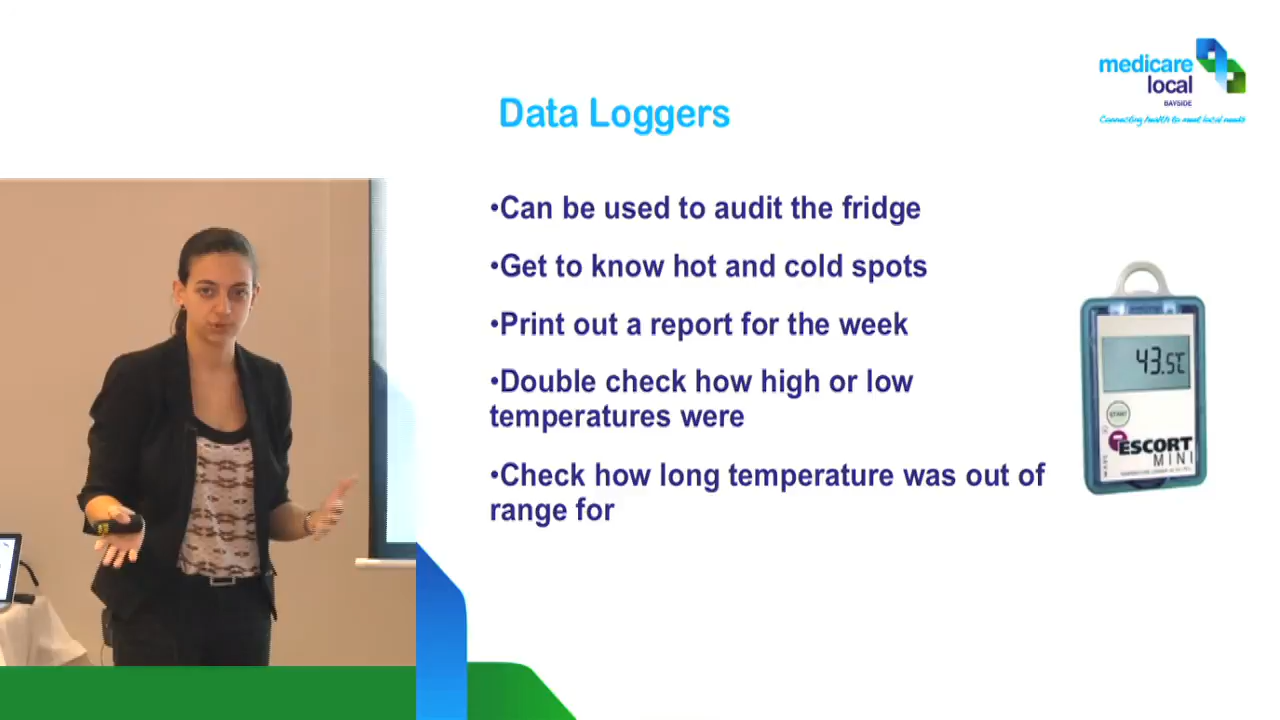 medicare
local
BAYSIDE
Connecting health to meet local needs
Data Loggers
•Can be used to audit the fridge
•Get to know hot and cold spots
•Print out a report for the week
•Double check how high or low
temperatures were
•Check how long temperature was out of
range for
43.5℃
START
ESCORT
MINI